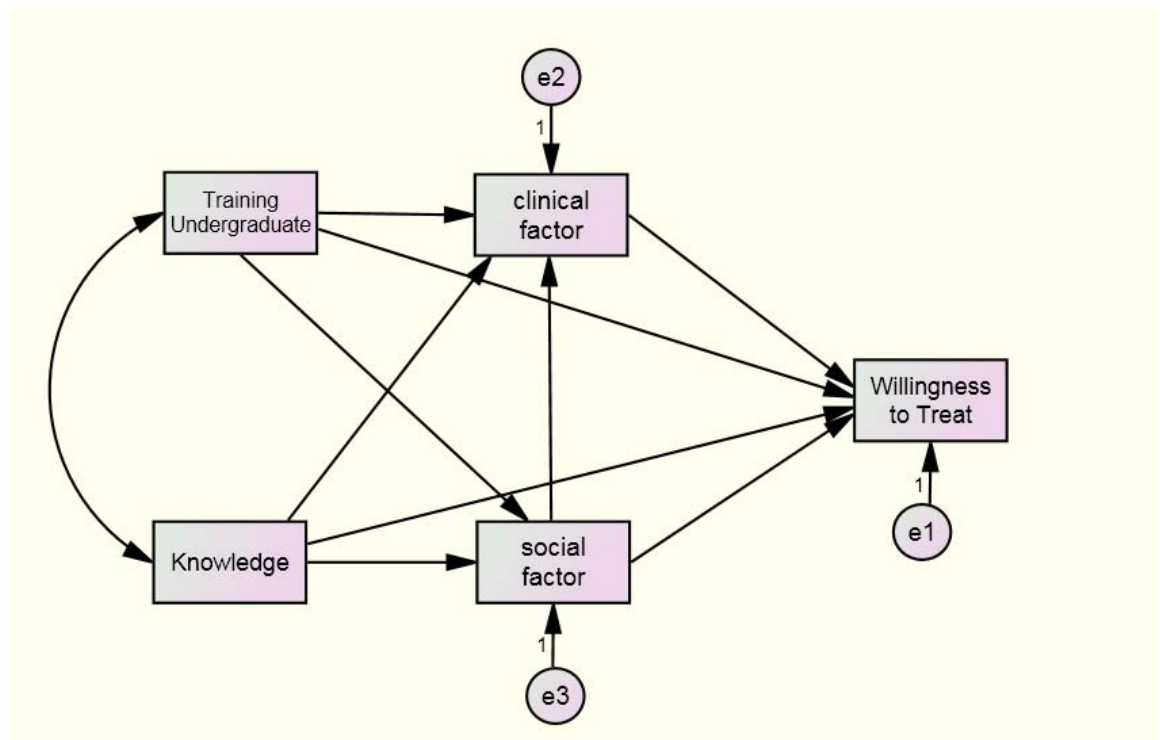 e2
1
Training
Undergraduate
clinical
factor
Willingness
to Treat
1
e1
Knowledge
social
factor
1
e3